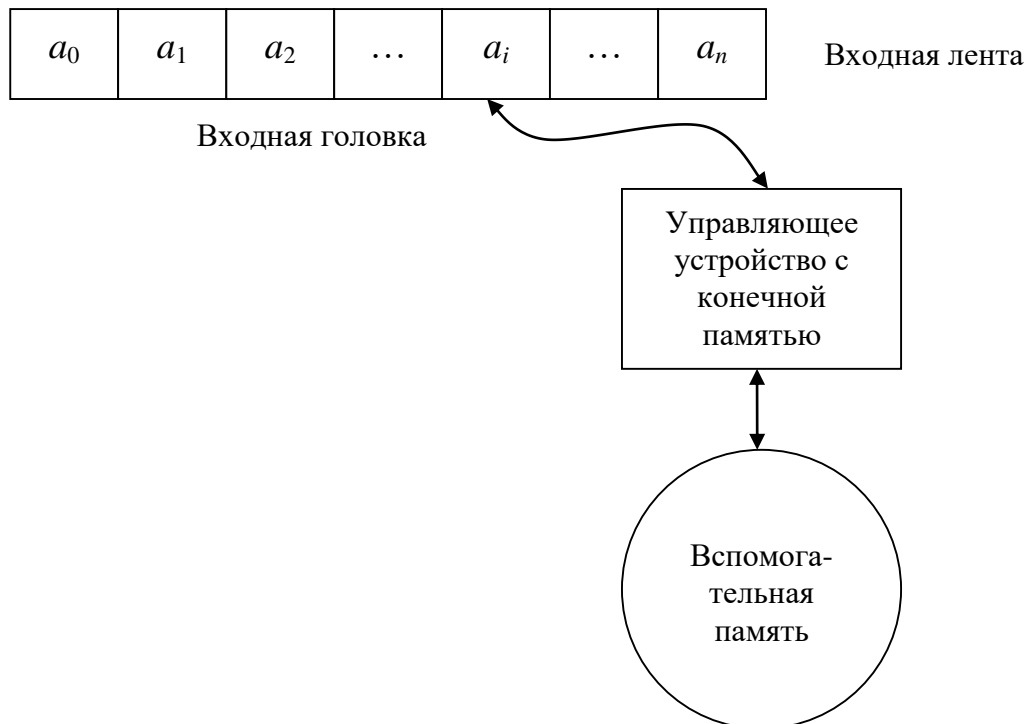 a₀ a₁ a₂ … aᵢ … aₙ Входная лента
Входная головка
Управляющее
устройство с
конечной
памятью
Вспомога-
тельная
память